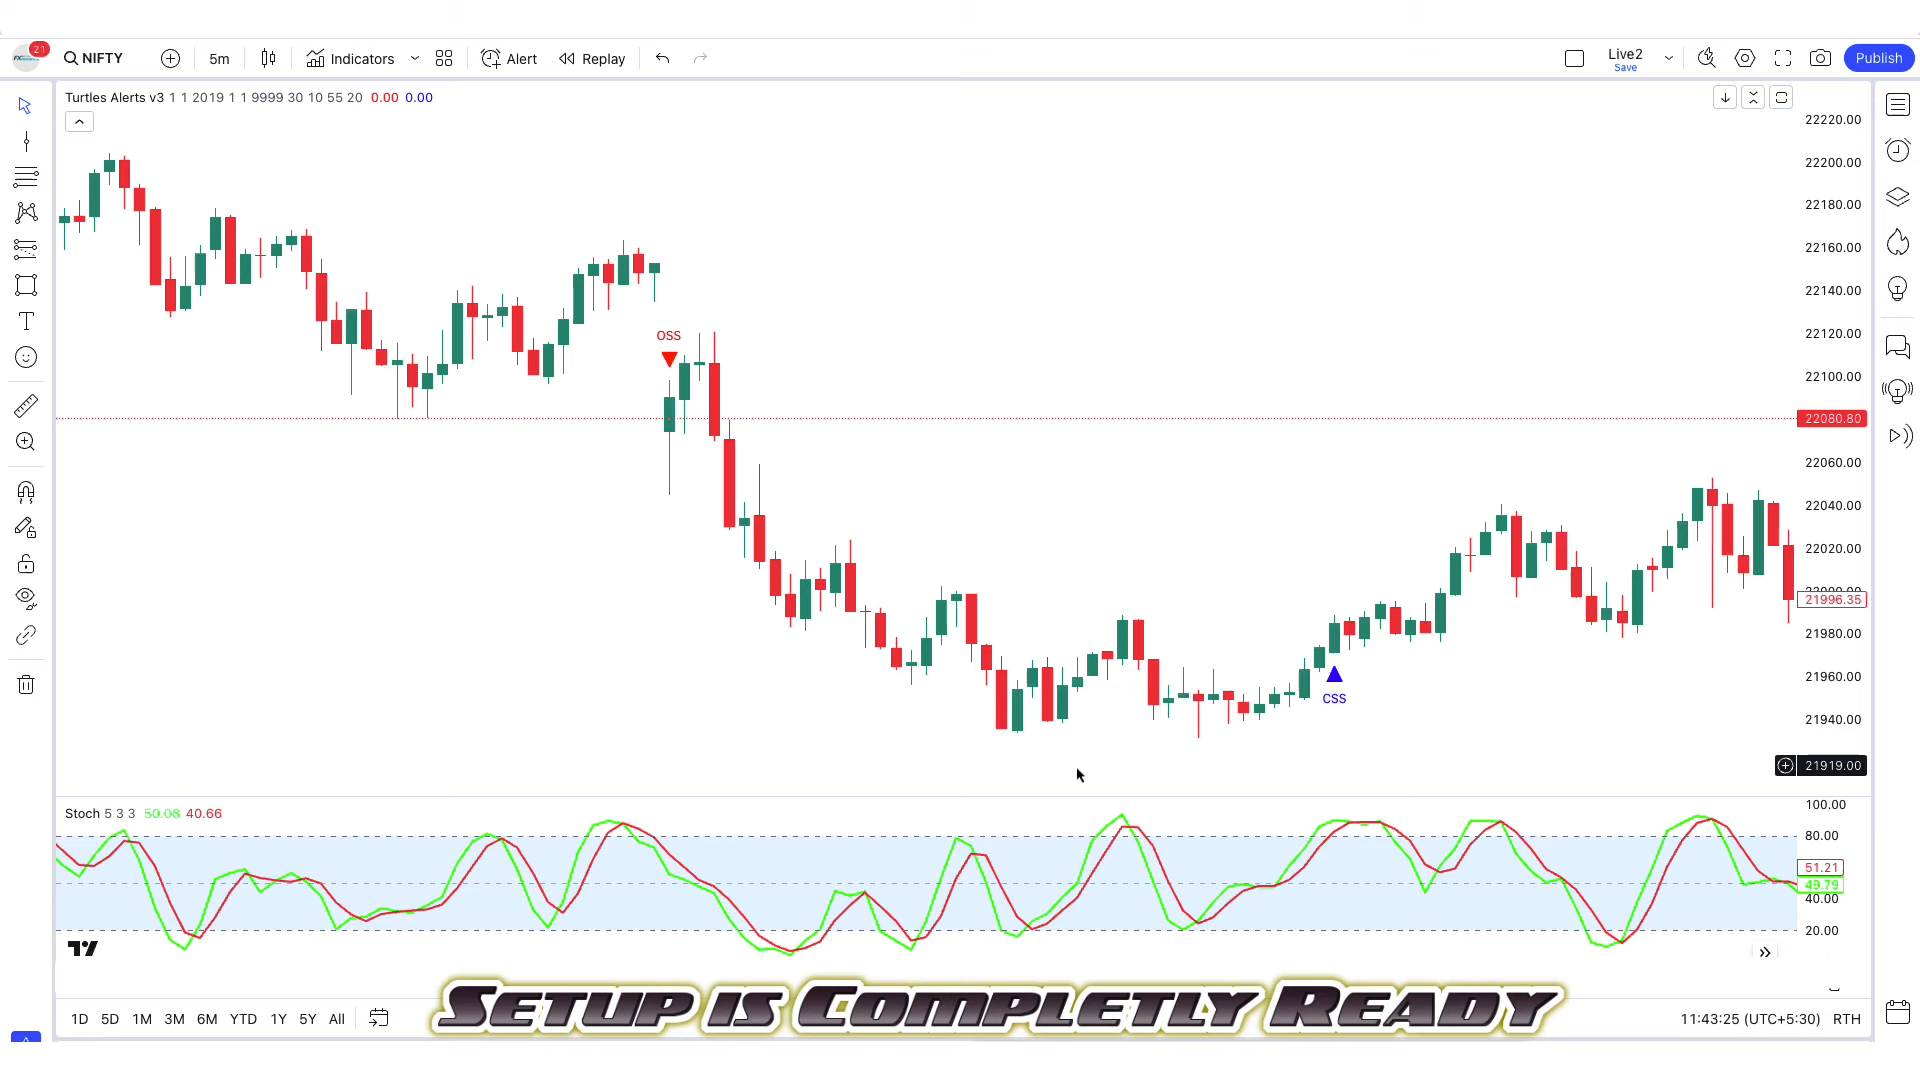 21
NIFTY
5m
Indicators
Alert
Replay
Live2
Save
Publish
Turtles Alerts v3 1 1 2019 1 1 9999 30 10 55 20 0.00 0.00
22220.00
22200.00
22180.00
22160.00
22140.00
22120.00
OSS
22100.00
22080.80
22060.00
22040.00
22020.00
21996.35
21980.00
21960.00
CSS
21940.00
21919.00
Stoch 5 3 3 50.06 40.66
100.00
80.00
51.21
49.79
40.00
20.00
SETUP IS COMPLETLY READY
1D 5D 1M 3M 6M YTD 1Y 5Y All
11:43:25 (UTC+5:30) RTH